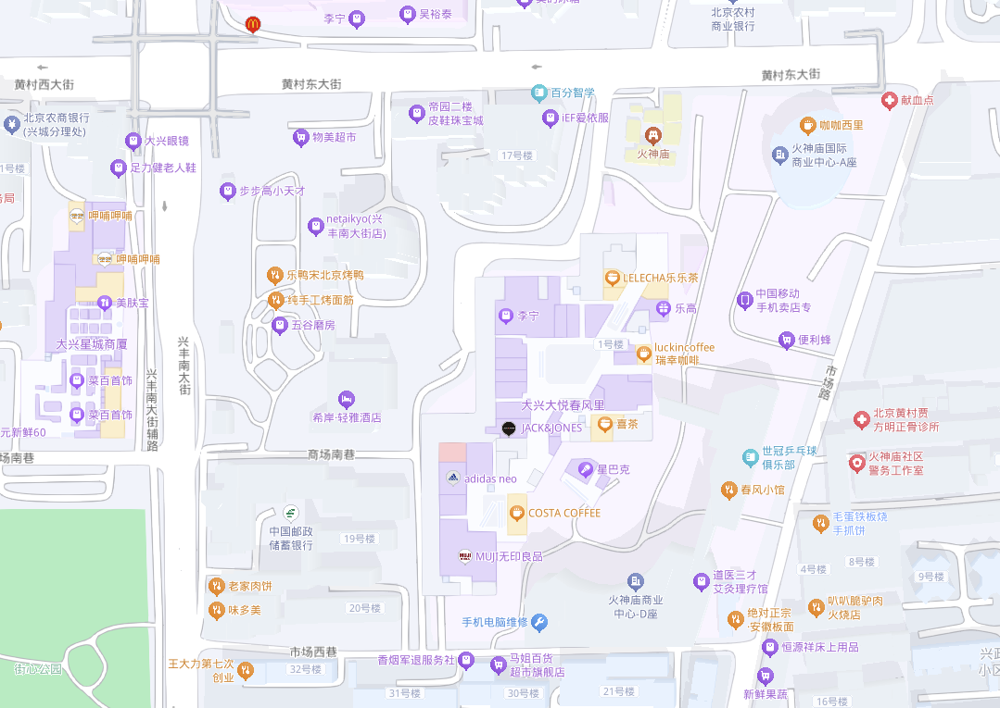 李宁
吴裕泰
北京农村
商业银行
黄村西大街
黄村东大街
黄村东大街
百分智学
献血点
帝园二楼
皮鞋珠宝城
iEF爱依服
咖咖西里
北京农商银行
(兴城分理处)
大兴眼镜
物美超市
17号楼
火神庙
火神庙国际
商业中心-A座
1号楼
足力健老人鞋
步步高小天才
务局
呷哺呷哺
netaikyo(兴
丰南大街店)
呷哺呷哺
乐鸭宋北京烤鸭
LELECHA乐乐茶
美肤宝
纯手工烤面筋
乐高
中国移动
手机卖店专
李宁
五谷磨房
大兴星城商厦
1号楼
luckincoffee
瑞幸咖啡
便利蜂
兴丰南大街
兴丰南大街辅路
市场路
菜百首饰
菜百首饰
希岸·轻雅酒店
大兴大悦春风里
JACK&JONES
喜茶
北京黄村贾
方明正骨诊所
元新鲜60
场南巷
商场南巷
世冠乒乓球
俱乐部
火神庙社区
警务工作室
adidas neo
星巴克
春风小馆
COSTA COFFEE
毛蛋铁板烧
手抓饼
中国邮政
储蓄银行
19号楼
MUJI无印良品
4号楼
8号楼
9号楼
道医三才
艾灸理疗馆
老家肉饼
味多美
20号楼
火神庙商业
中心-D座
叭叭脆驴肉
火烧店
绝对正宗
·安徽板面
手机电脑维修
恒源祥床上用品
市场西巷
街心公园
王大力第七次
创业
32号楼
香烟军退服务社
马姐百货
超市旗舰店
31号楼
30号楼
21号楼
新鲜果蔬
16号楼
小区